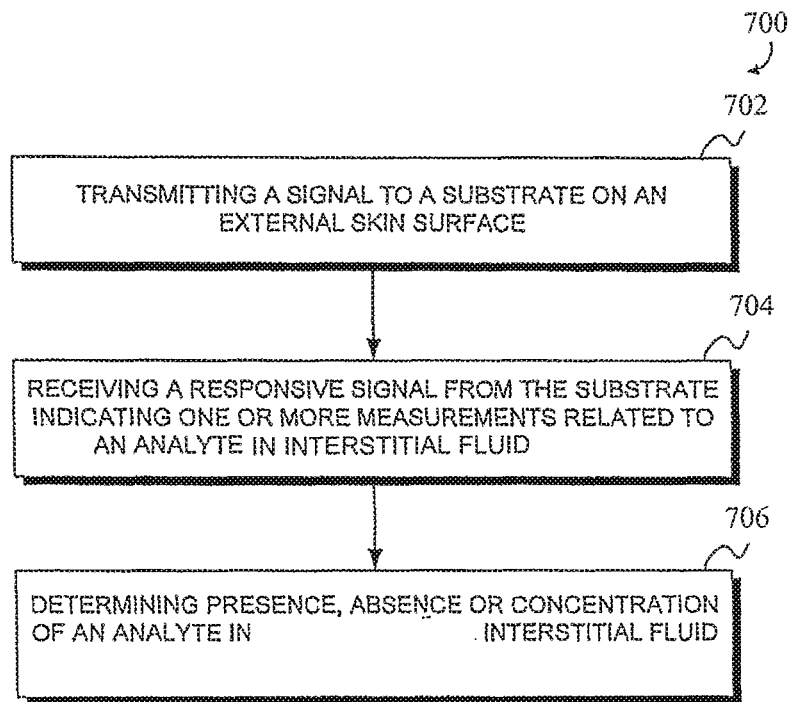 700
702
TRANSMITTING A SIGNAL TO A SUBSTRATE ON AN
EXTERNAL SKIN SURFACE
704
RECEIVING A RESPONSIVE SIGNAL FROM THE SUBSTRATE
INDICATING ONE OR MORE MEASUREMENTS RELATED TO
AN ANALYTE IN INTERSTITIAL FLUID
706
DETERMINING PRESENCE, ABSENCE OR CONCENTRATION
OF AN ANALYTE IN INTERSTITIAL FLUID